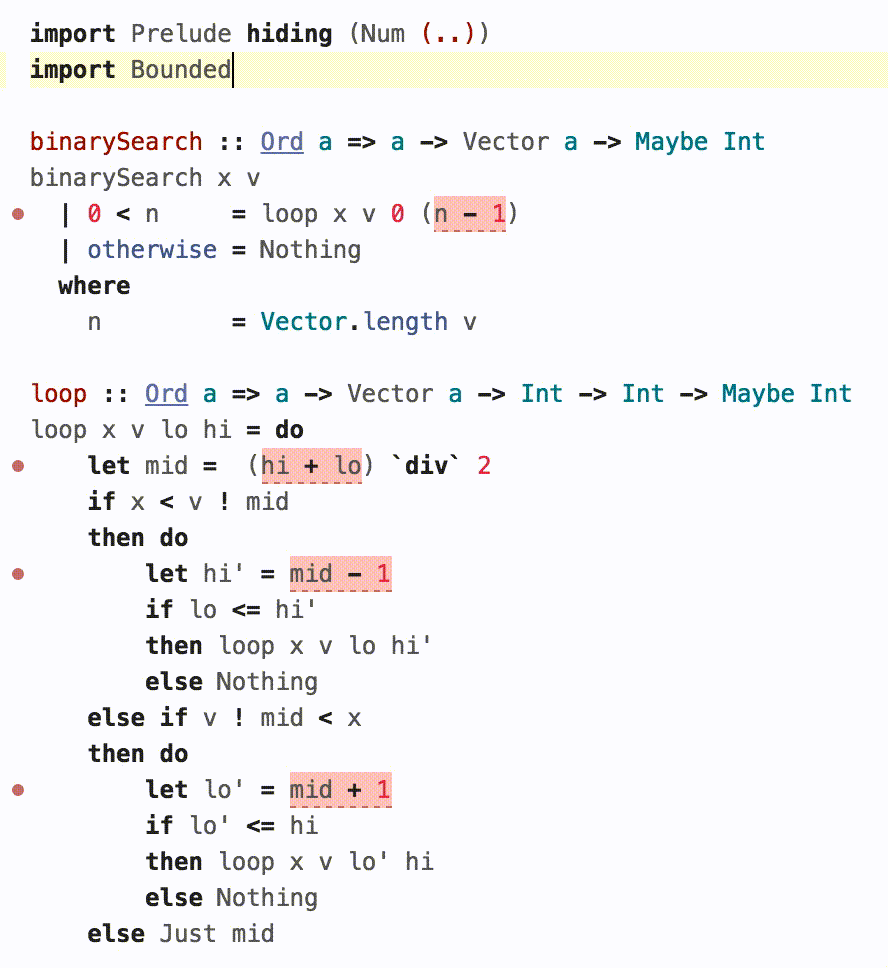 import Prelude hiding (Num (..))
import Bounded

binarySearch :: Ord a => a -> Vector a -> Maybe Int
binarySearch x v
  | 0 < n     = loop x v 0 (n - 1)
  | otherwise = Nothing
  where
    n         = Vector.length v

loop :: Ord a => a -> Vector a -> Int -> Int -> Maybe Int
loop x v lo hi = do
    let mid =  (hi + lo) `div` 2
    if x < v ! mid
    then do
        let hi' = mid - 1
        if lo <= hi'
        then loop x v lo hi'
        else Nothing
    else if v ! mid < x
    then do
        let lo' = mid + 1
        if lo' <= hi
        then loop x v lo' hi
        else Nothing
    else Just mid